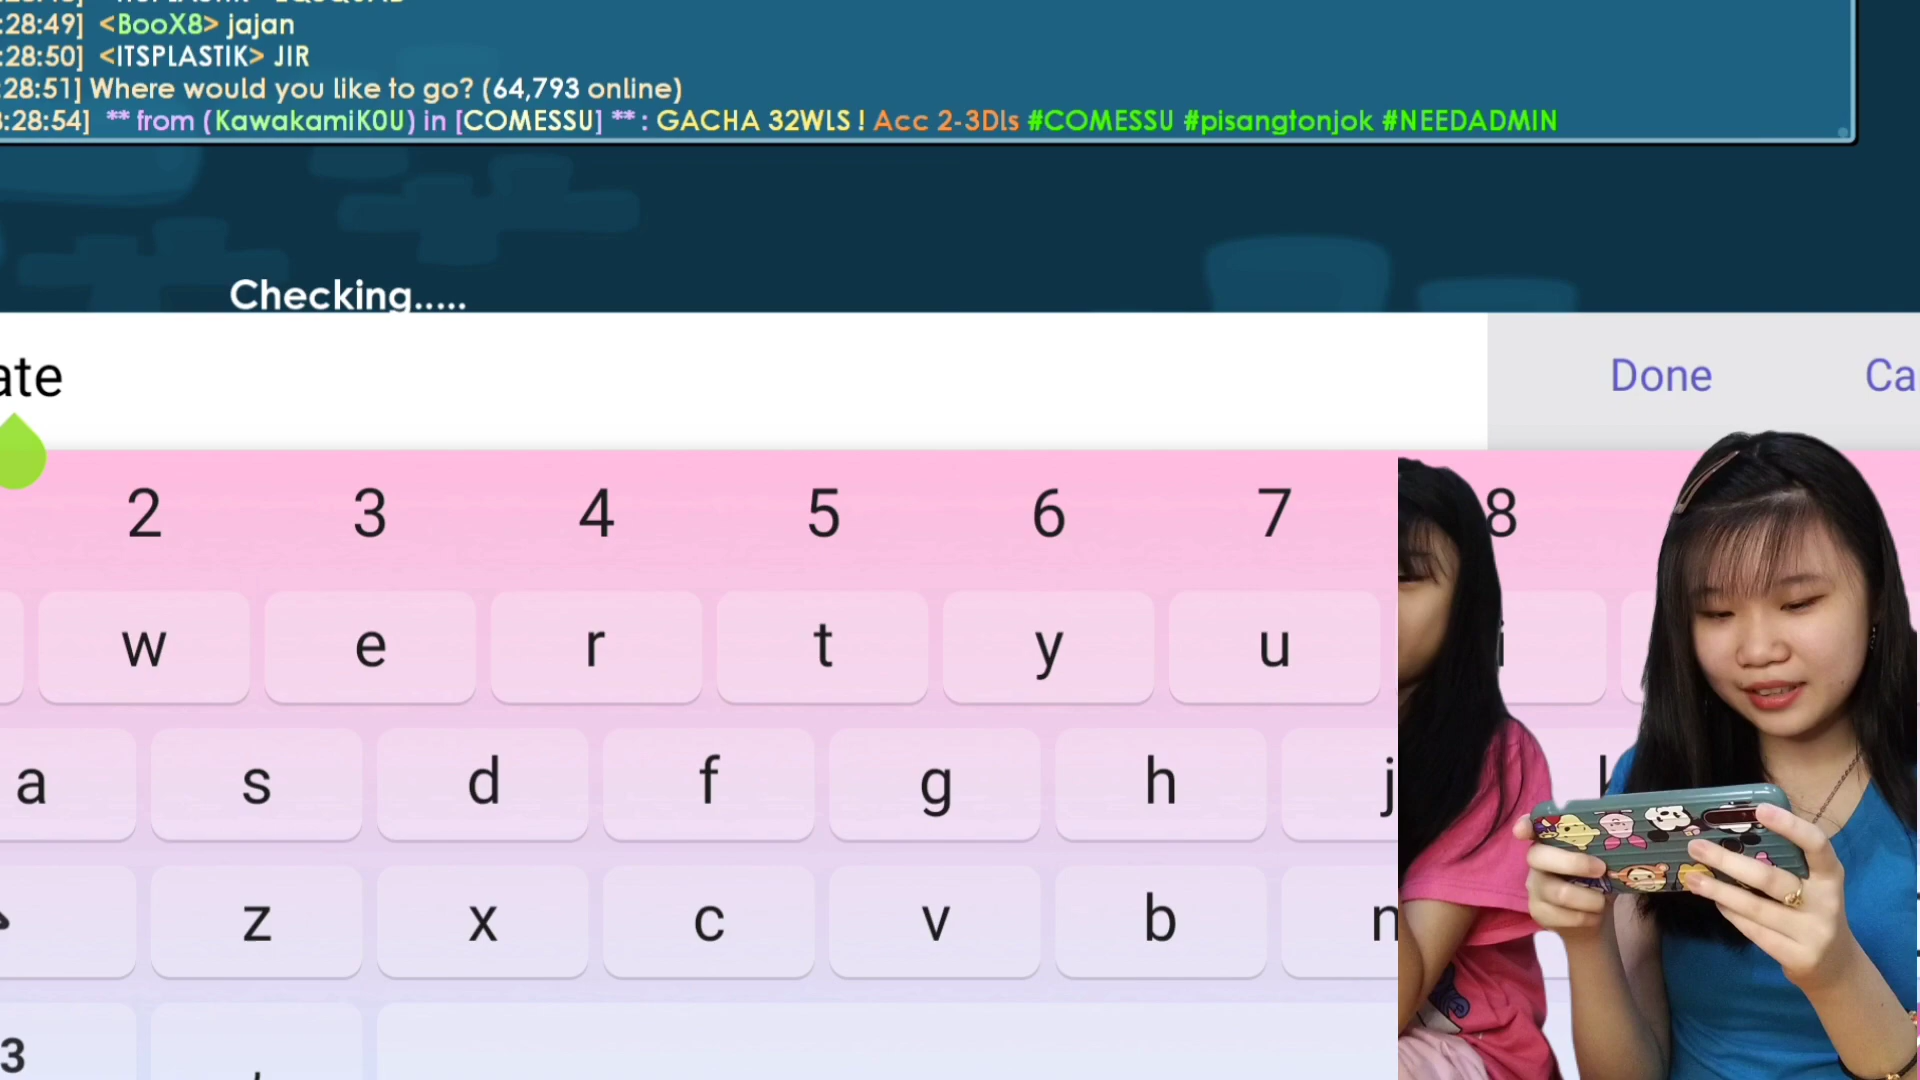 :28:49] <BooX8> jajan
:28:50] <ITSPLASTIK> JIR
:28:51] Where would you like to go? (64,793 online)
3:28:54] ** from (KawakamiK0U) in [COMESSU] ** : GACHA 32WLS ! Acc 2-3Dls #COMESSU #pisangtonjok #NEEDADMIN
Checking.....
ate
Done
Ca
2 3 4 5 6 7 8
w e r t y u i
a s d f g h j
z x c v b n
3